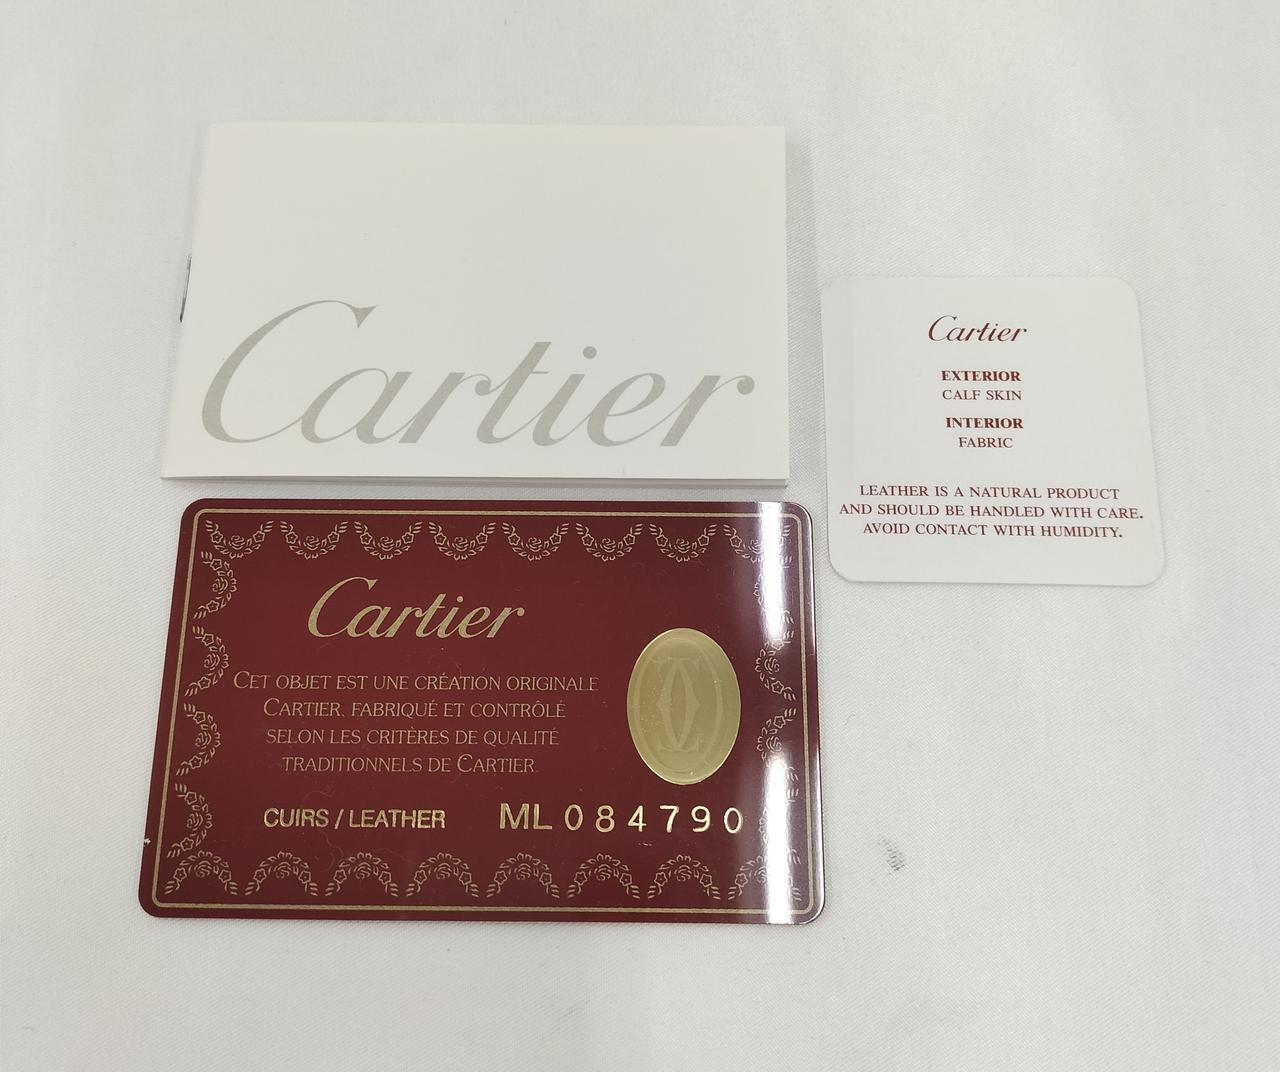 Cartier
Cartier
EXTERIOR
CALF SKIN
INTERIOR
FABRIC
LEATHER IS A NATURAL PRODUCT
AND SHOULD BE HANDLED WITH CARE.
AVOID CONTACT WITH HUMIDITY.
Cartier
CET OBJET EST UNE CRÉATION ORIGINALE
CARTIER, FABRIQUÉ ET CONTRÔLÉ
SELON LES CRITÈRES DE QUALITÉ
TRADITIONNELS DE CARTIER.
CUIRS / LEATHER ML 084790